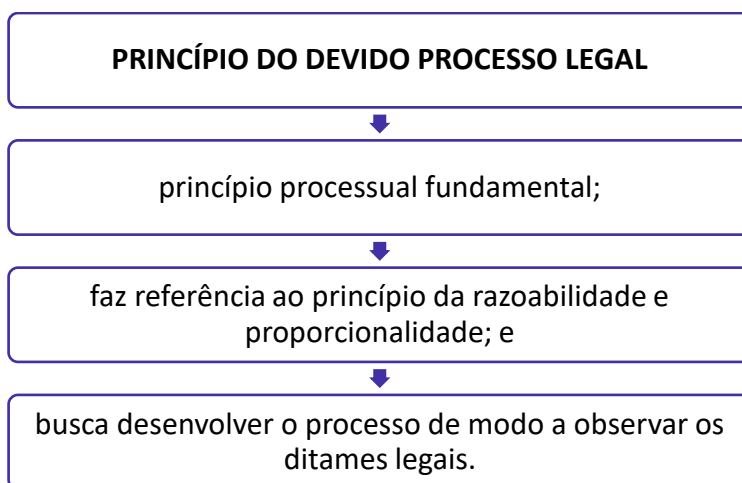 PRINCÍPIO DO DEVIDO PROCESSO LEGAL
princípio processual fundamental;
faz referência ao princípio da razoabilidade e
proporcionalidade; e
busca desenvolver o processo de modo a observar os
ditames legais.